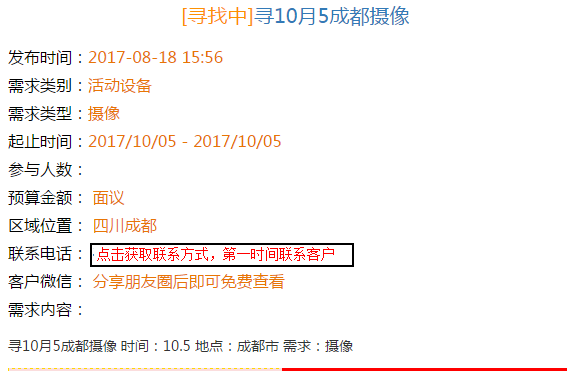 [寻找中]寻10月5成都摄像
发布时间：2017-08-18 15:56
需求类别：活动设备
需求类型：摄像
起止时间：2017/10/05 - 2017/10/05
参与人数：
预算金额： 面议
区域位置： 四川成都
联系电话： 点击获取联系方式，第一时间联系客户
客户微信： 分享朋友圈后即可免费查看
需求内容：
寻10月5成都摄像 时间：10.5 地点：成都市 需求：摄像